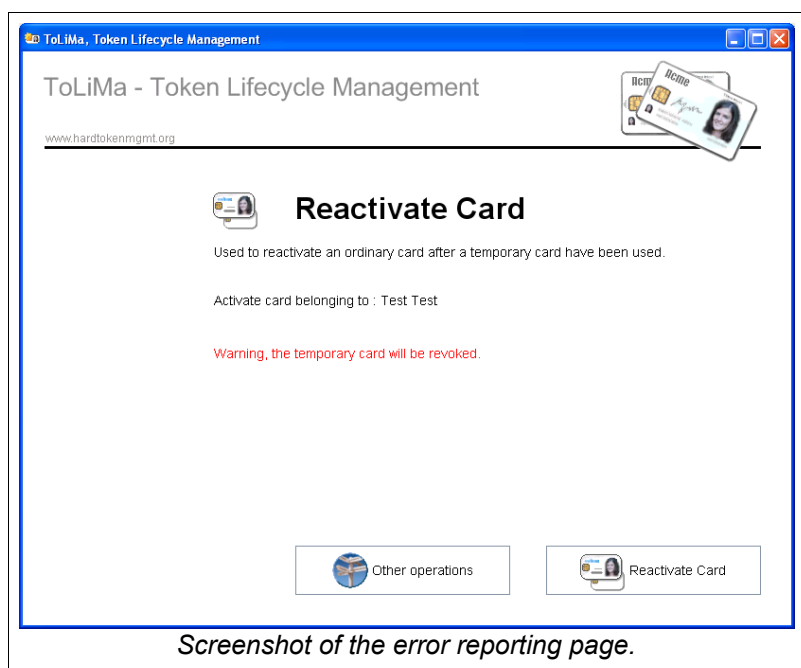 ToLiMa, Token Lifecycle Management
ToLiMa - Token Lifecycle Management
Acme
www.hardtokenmgmt.org
Reactivate Card
Used to reactivate an ordinary card after a temporary card have been used.
Activate card belonging to : Test Test
Warning, the temporary card will be revoked.
Other operations
Reactivate Card
Screenshot of the error reporting page.